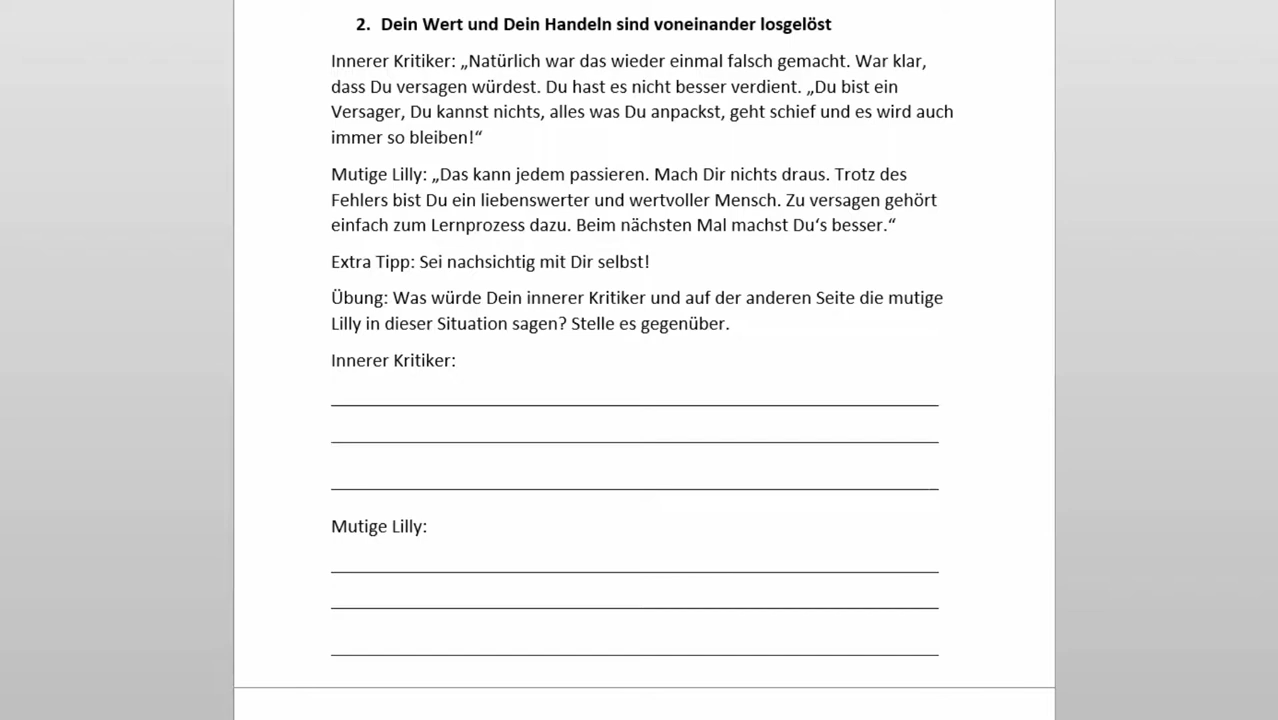 2. Dein Wert und Dein Handeln sind voneinander losgelöst
Innerer Kritiker: „Natürlich war das wieder einmal falsch gemacht. War klar,
dass Du versagen würdest. Du hast es nicht besser verdient. „Du bist ein
Versager, Du kannst nichts, alles was Du anpackst, geht schief und es wird auch
immer so bleiben!“
Mutige Lilly: „Das kann jedem passieren. Mach Dir nichts draus. Trotz des
Fehlers bist Du ein liebenswerter und wertvoller Mensch. Zu versagen gehört
einfach zum Lernprozess dazu. Beim nächsten Mal machst Du‘s besser.“
Extra Tipp: Sei nachsichtig mit Dir selbst!
Übung: Was würde Dein innerer Kritiker und auf der anderen Seite die mutige
Lilly in dieser Situation sagen? Stelle es gegenüber.
Innerer Kritiker:
Mutige Lilly: